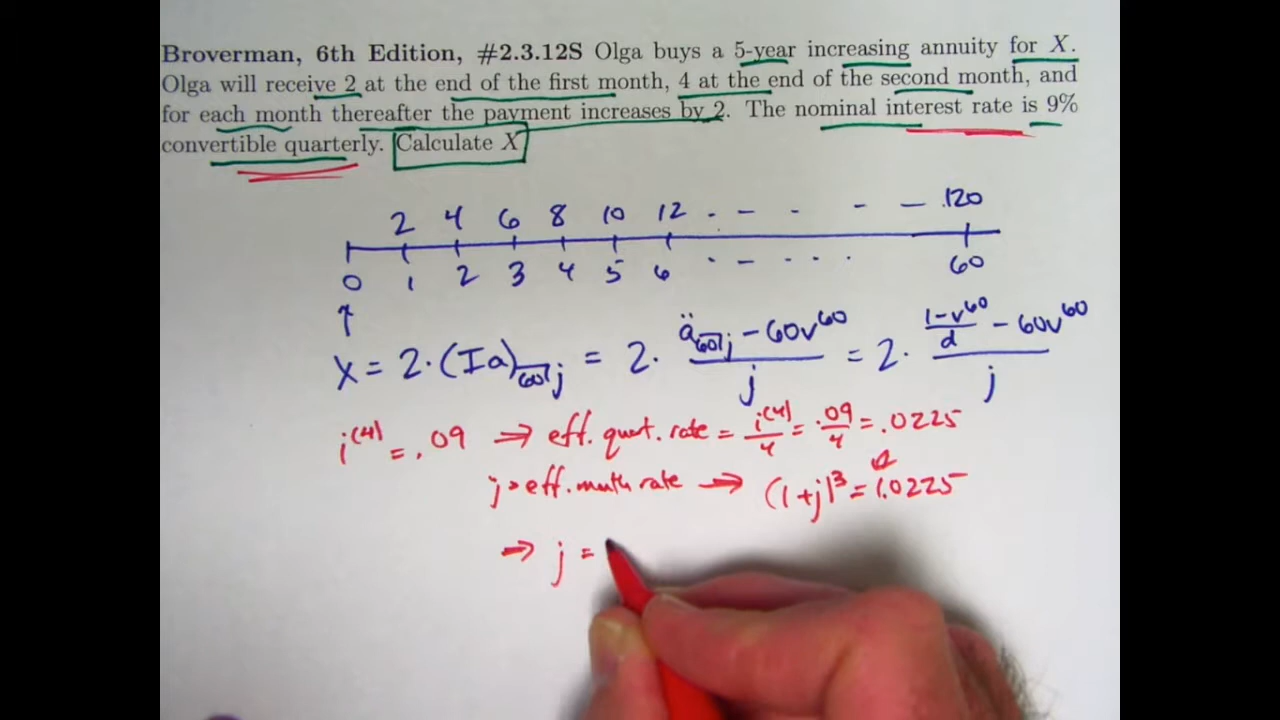 Broverman, 6th Edition, #2.3.12S Olga buys a 5-year increasing annuity for X.
Olga will receive 2 at the end of the first month, 4 at the end of the second month, and
for each month thereafter the payment increases by 2. The nominal interest rate is 9%
convertible quarterly. Calculate X
2 4 6 8 10 12 . – . – – .120
0 1 2 3 4 5 6 . – . . . . 60
X = 2·(Ia)60⌉j = 2· (ä60⌉j – 60v^60)/j = 2· ((1–v^60)/d – 60v^60)/j
i^(4) = .09 ⇒ eff. quart. rate = i^(4)/4 = .09/4 = .0225
j = eff. month rate → (1+j)^3 = 1.0225
⇒ j =